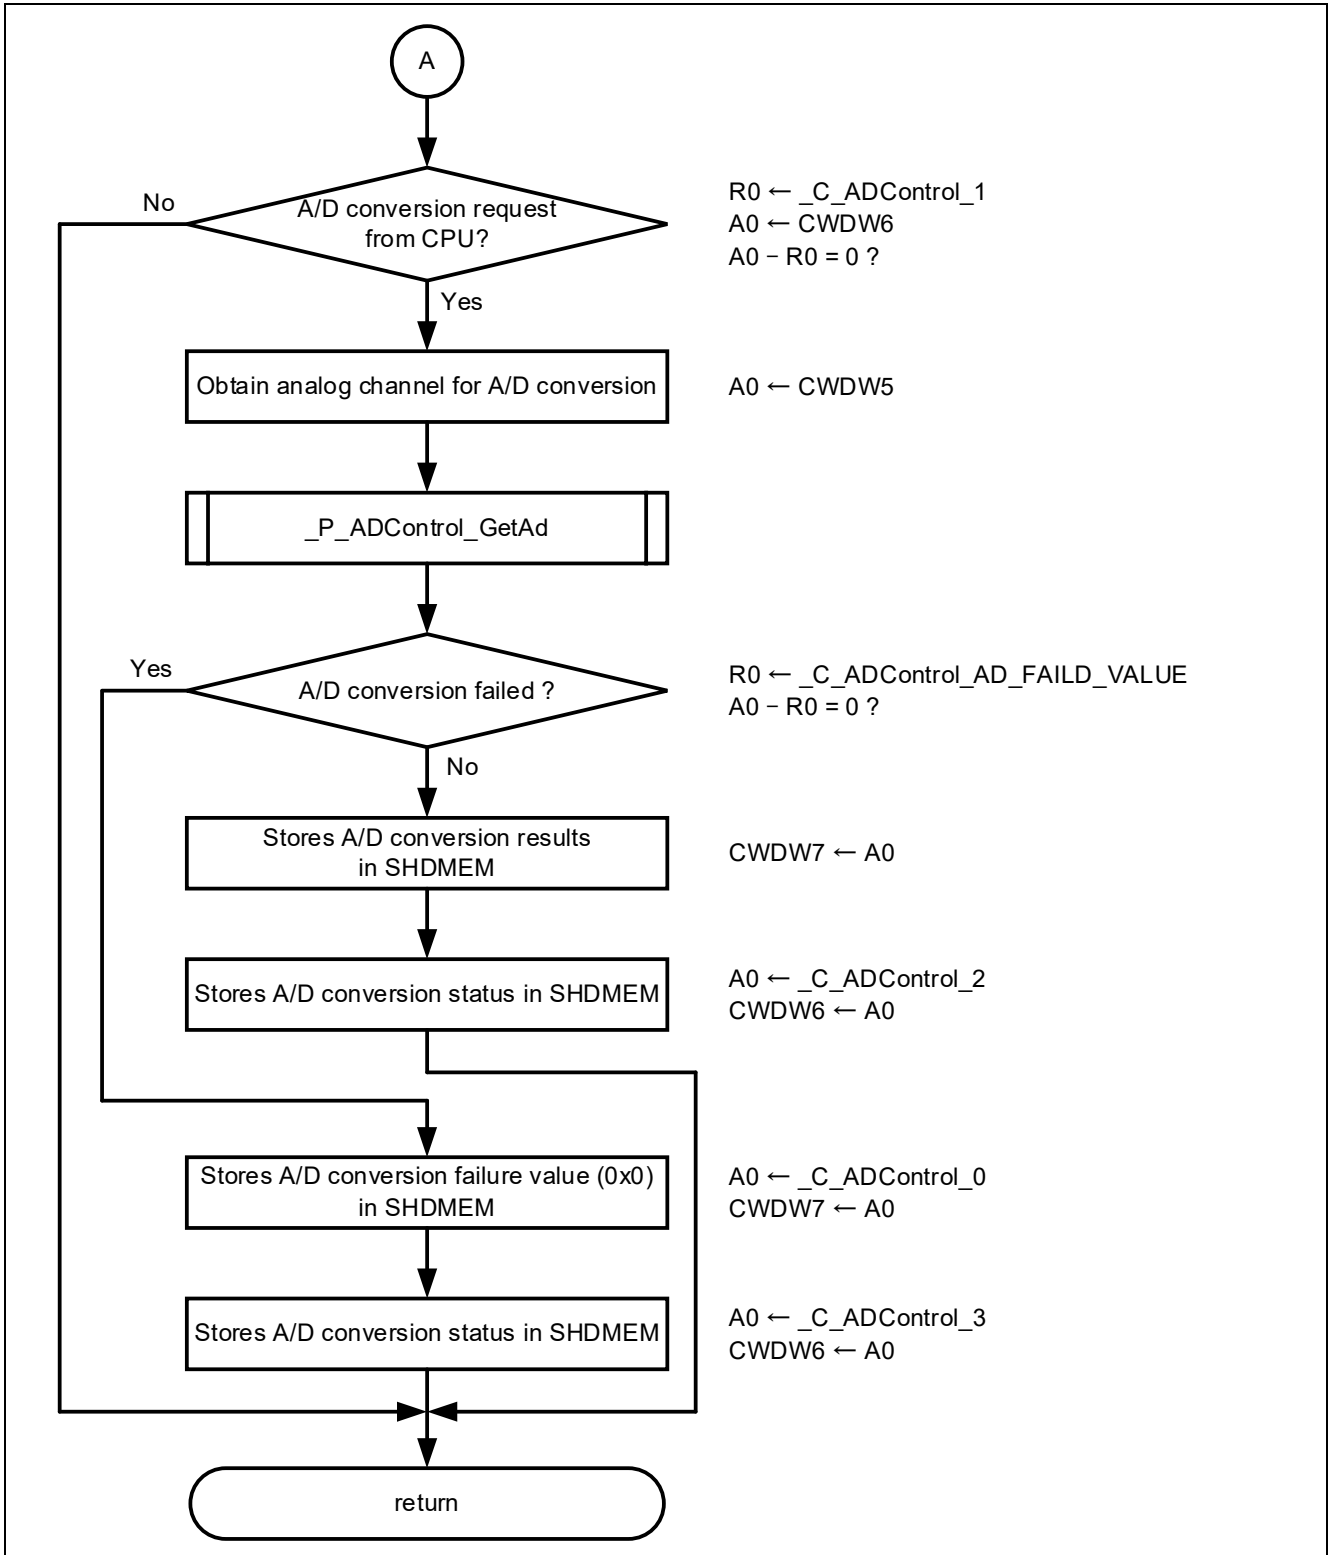 A
No
A/D conversion request
from CPU?
R0 ← _C_ADControl_1
A0 ← CWDW6
A0 − R0 = 0 ?
Yes
Obtain analog channel for A/D conversion
A0 ← CWDW5
_P_ADControl_GetAd
Yes
A/D conversion failed ?
R0 ← _C_ADControl_AD_FAILD_VALUE
A0 − R0 = 0 ?
No
Stores A/D conversion results
in SHDMEM
CWDW7 ← A0
Stores A/D conversion status in SHDMEM
A0 ← _C_ADControl_2
CWDW6 ← A0
Stores A/D conversion failure value (0x0)
in SHDMEM
A0 ← _C_ADControl_0
CWDW7 ← A0
Stores A/D conversion status in SHDMEM
A0 ← _C_ADControl_3
CWDW6 ← A0
return